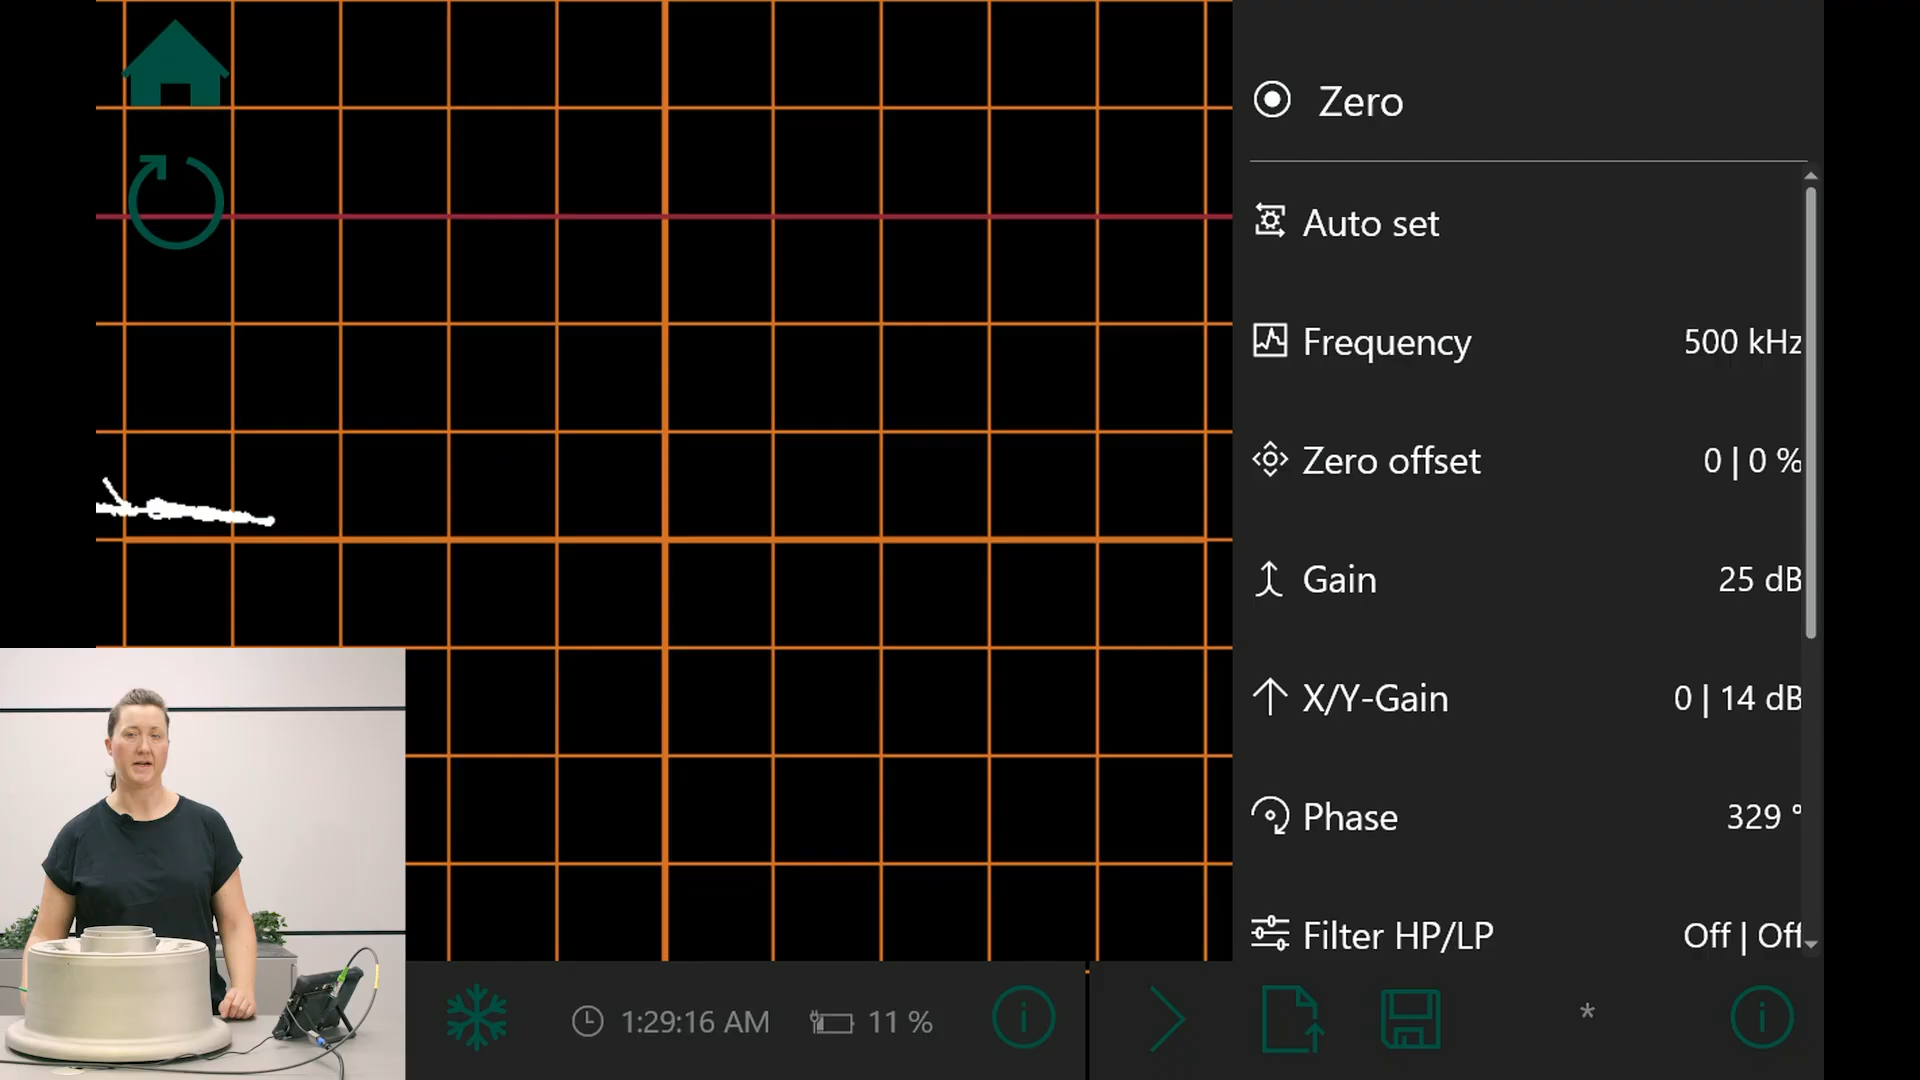 Zero
Auto set
Frequency 500 kHz
Zero offset 0 | 0 %
Gain 25 dB
X/Y-Gain 0 | 14 dB
Phase 329 °
Filter HP/LP Off | Off
1:29:16 AM 11 % *